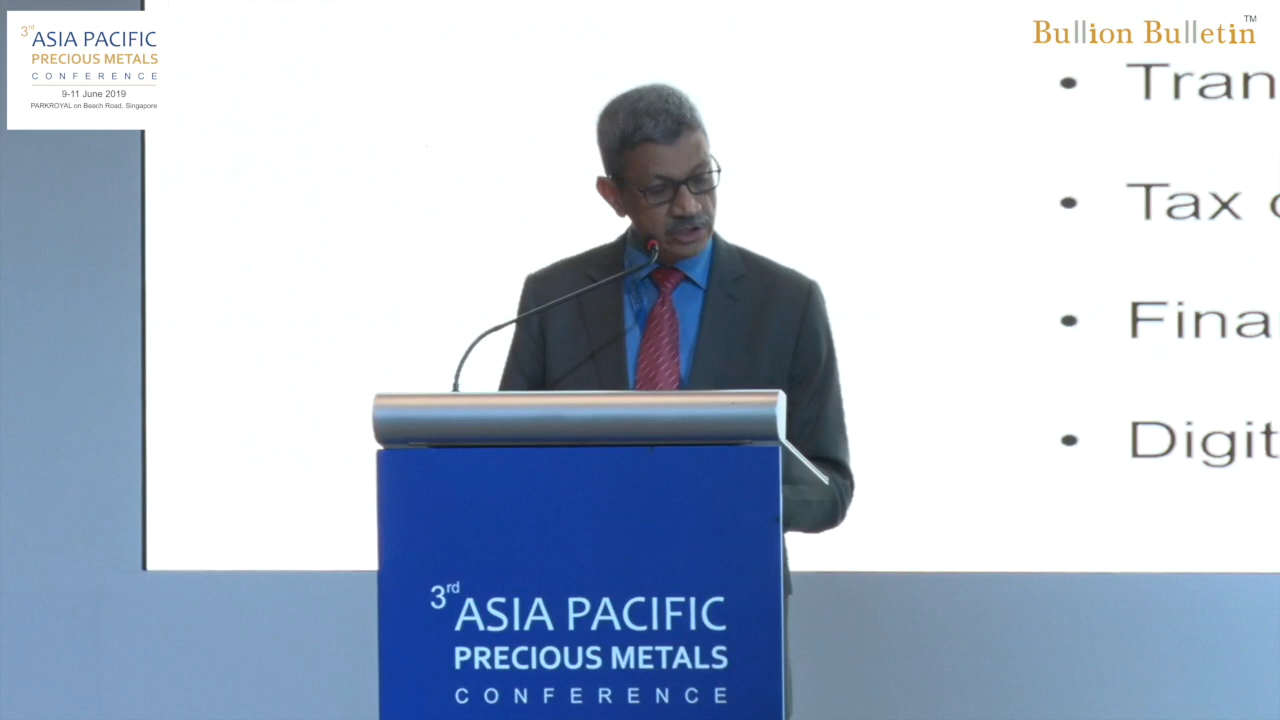 3rd
ASIA PACIFIC
PRECIOUS METALS
CONFERENCE
9-11 June 2019
PARKROYAL on Beach Road, Singapore
Bullion Bulletin™
• Tran
• Tax
• Fina
• Digit
3rd
ASIA PACIFIC
PRECIOUS METALS
CONFERENCE